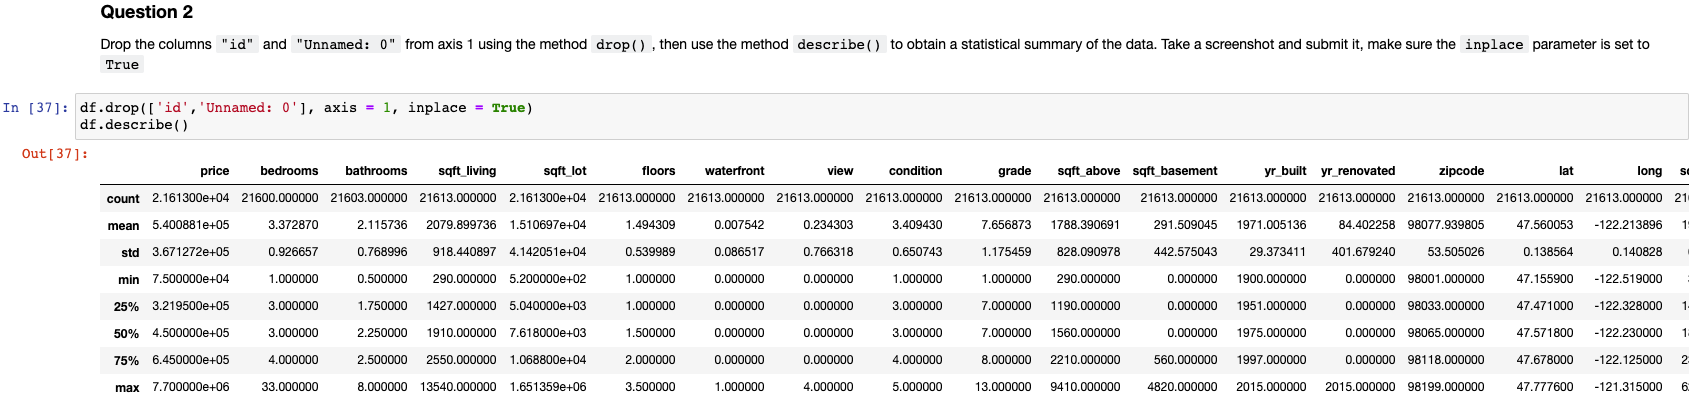 Question 2
Drop the columns "id" and "Unnamed: 0" from axis 1 using the method drop(), then use the method describe() to obtain a statistical summary of the data. Take a screenshot and submit it, make sure the inplace parameter is set to
True
In [37]: df.drop(['id','Unnamed: 0'], axis = 1, inplace = True)
df.describe()
Out[37]:
price bedrooms bathrooms sqft_living sqft_lot floors waterfront view condition grade sqft_above sqft_basement yr_built yr_renovated zipcode lat long
count 2.161300e+04 21600.000000 21603.000000 21613.000000 2.161300e+04 21613.000000 21613.000000 21613.000000 21613.000000 21613.000000 21613.000000 21613.000000 21613.000000 21613.000000 21613.000000 21613.000000 21613.000000
mean 5.400881e+05 3.372870 2.115736 2079.899736 1.510697e+04 1.494309 0.007542 0.234303 3.409430 7.656873 1788.390691 291.509045 1971.005136 84.402258 98077.939805 47.560053 -122.213896
std 3.671272e+05 0.926657 0.768996 918.440897 4.142051e+04 0.539989 0.086517 0.766318 0.650743 1.175459 828.090978 442.575043 29.373411 401.679240 53.505026 0.138564 0.140828
min 7.500000e+04 1.000000 0.500000 290.000000 5.200000e+02 1.000000 0.000000 0.000000 1.000000 1.000000 290.000000 0.000000 1900.000000 0.000000 98001.000000 47.155900 -122.519000
25% 3.219500e+05 3.000000 1.750000 1427.000000 5.040000e+03 1.000000 0.000000 0.000000 3.000000 7.000000 1190.000000 0.000000 1951.000000 0.000000 98033.000000 47.471000 -122.328000
50% 4.500000e+05 3.000000 2.250000 1910.000000 7.618000e+03 1.500000 0.000000 0.000000 3.000000 7.000000 1560.000000 0.000000 1975.000000 0.000000 98065.000000 47.571800 -122.230000
75% 6.450000e+05 4.000000 2.500000 2550.000000 1.068800e+04 2.000000 0.000000 0.000000 4.000000 8.000000 2210.000000 560.000000 1997.000000 0.000000 98118.000000 47.678000 -122.125000
max 7.700000e+06 33.000000 8.000000 13540.000000 1.651359e+06 3.500000 1.000000 4.000000 5.000000 13.000000 9410.000000 4820.000000 2015.000000 2015.000000 98199.000000 47.777600 -121.315000